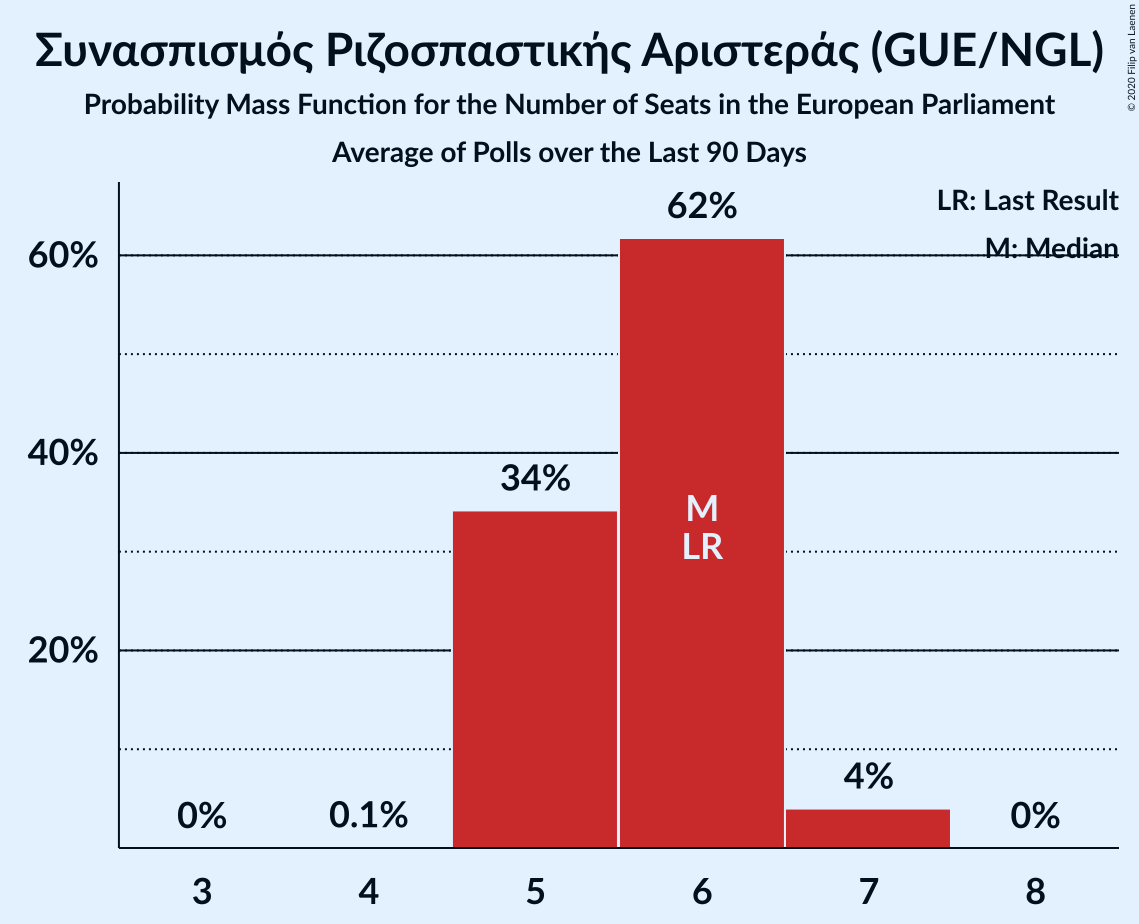 Συνασπισμός Ριζοσπαστικής Αριστεράς (GUE/NGL)
Probability Mass Function for the Number of Seats in the European Parliament
Average of Polls over the Last 90 Days
© 2020 Filip van Laenen
LR: Last Result
M: Median
62%
60%
40%
34%
M
LR
20%
4%
0%
0.1%
0%
3
4
5
6
7
8